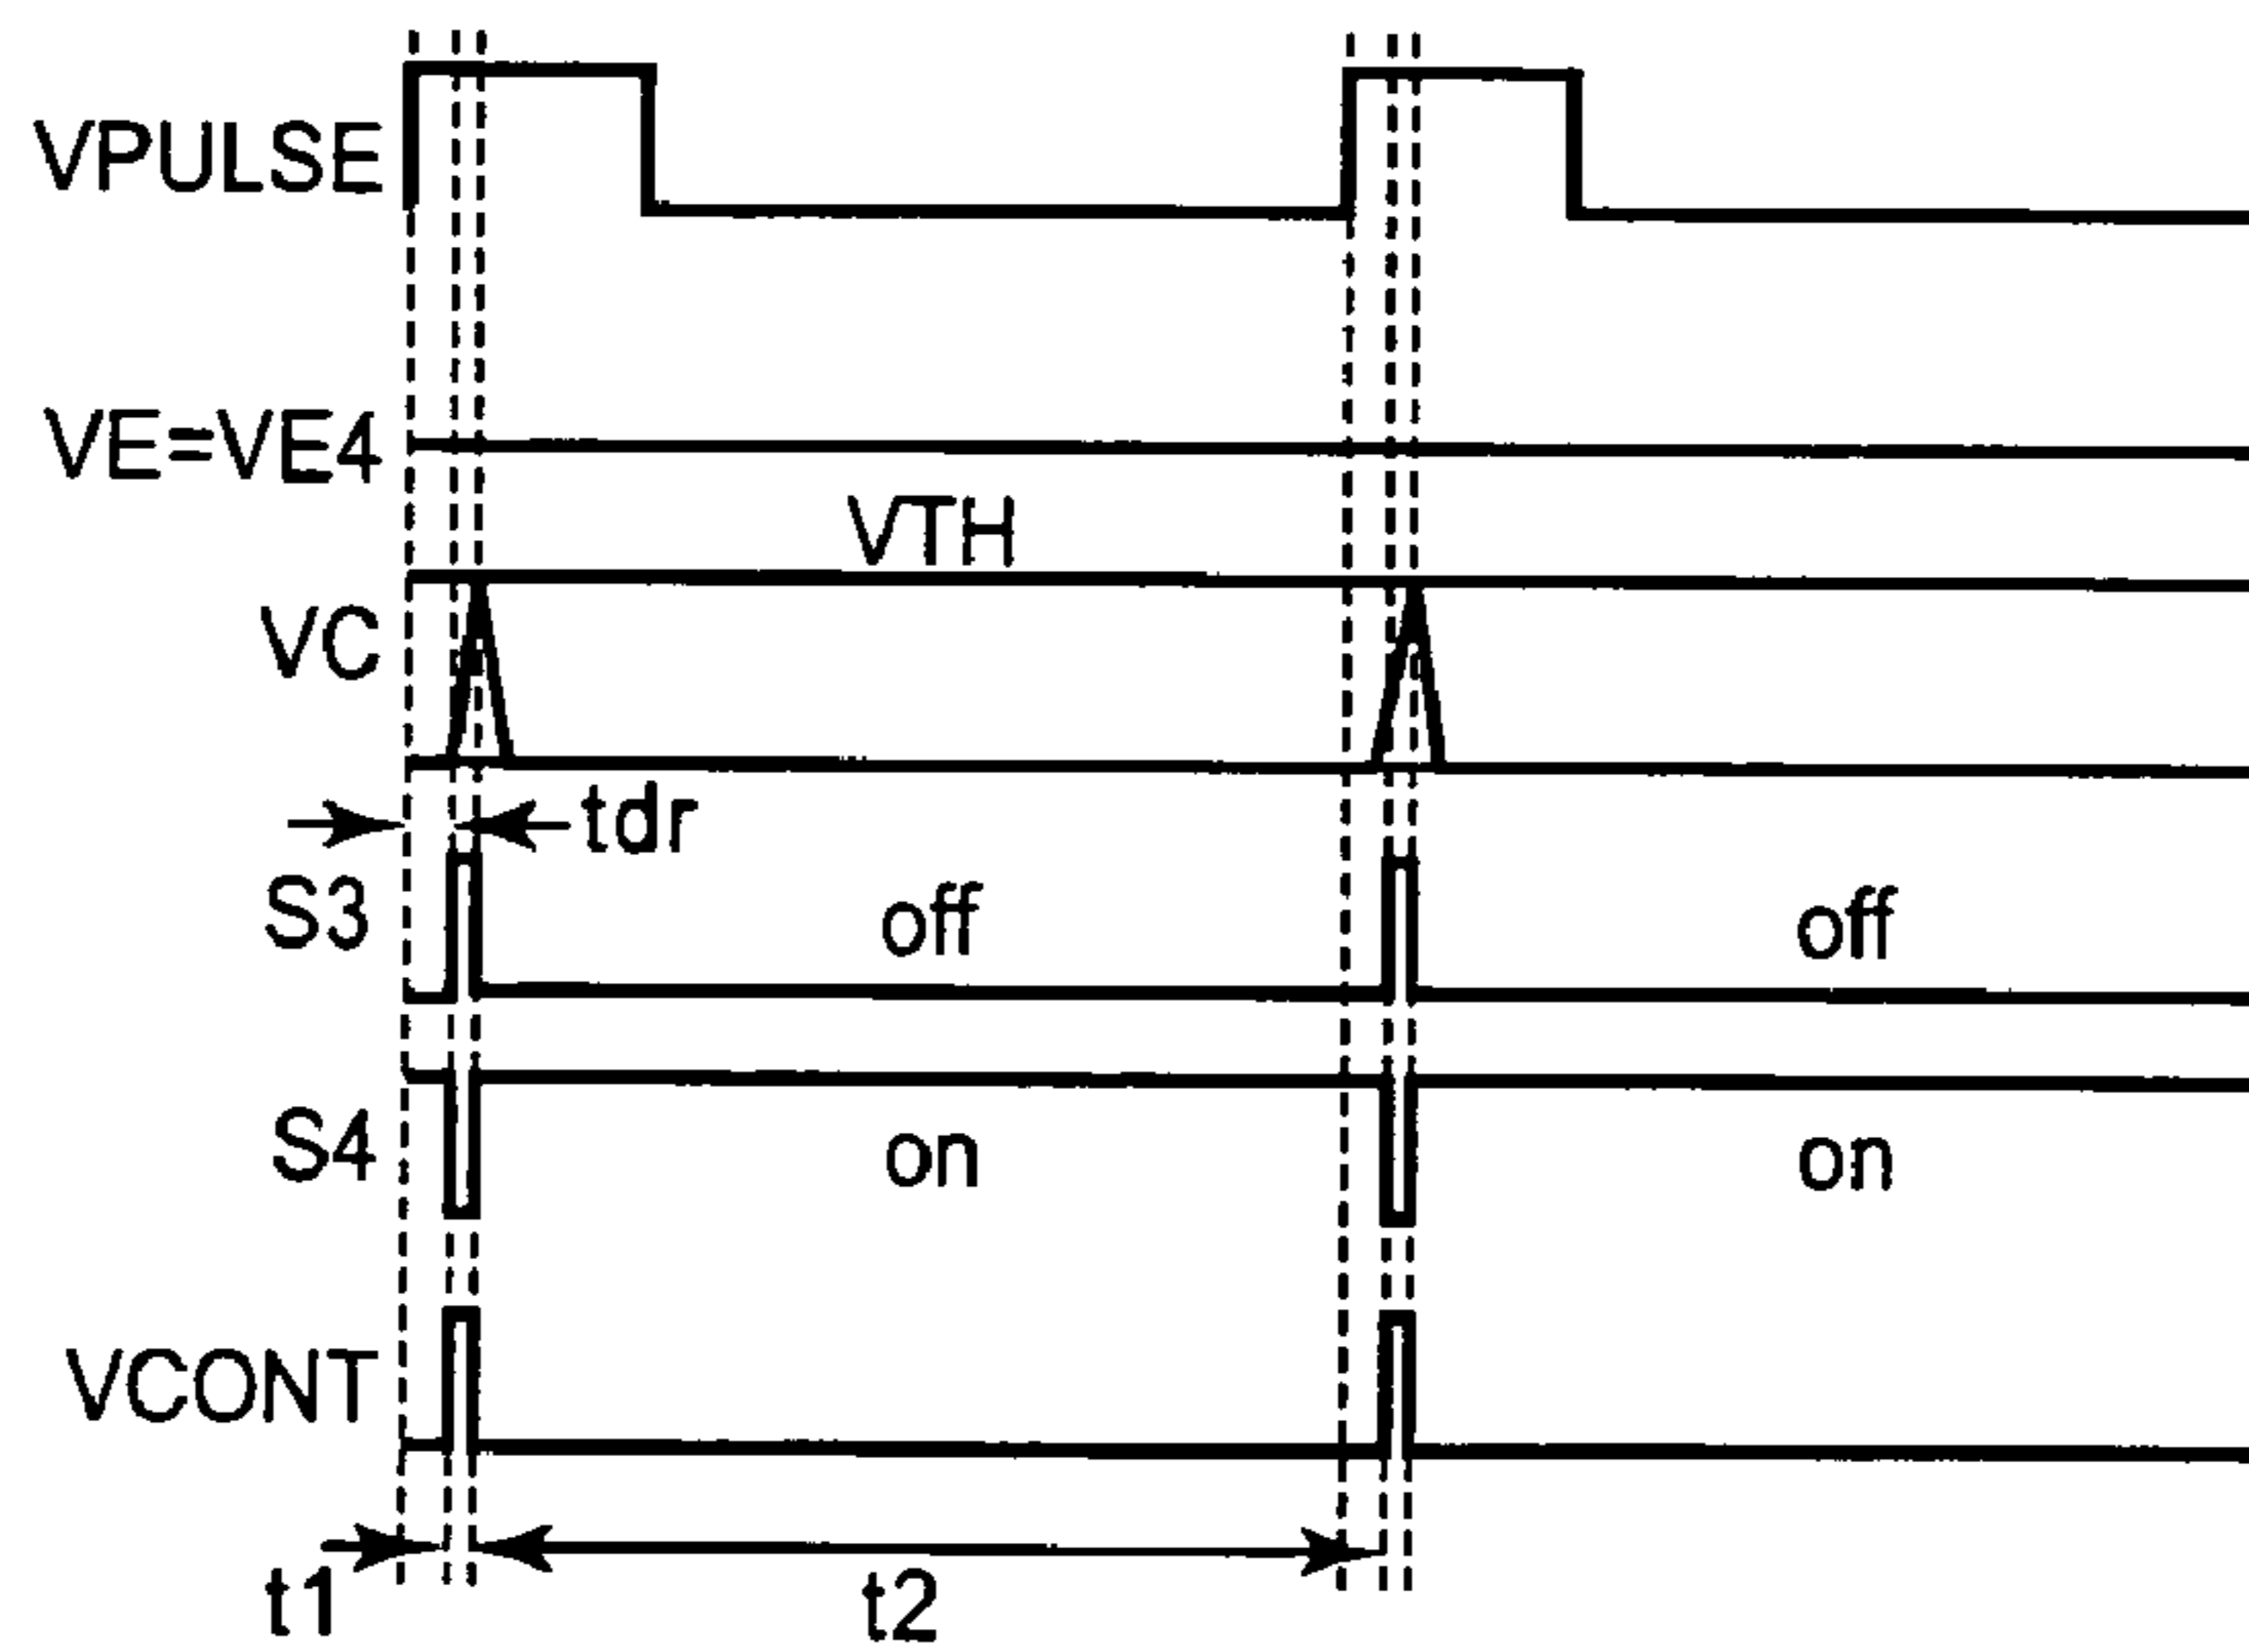 VPULSE
VE=VE4
VTH
VC
tdr
S3 off off
S4 on on
VCONT
t1 t2